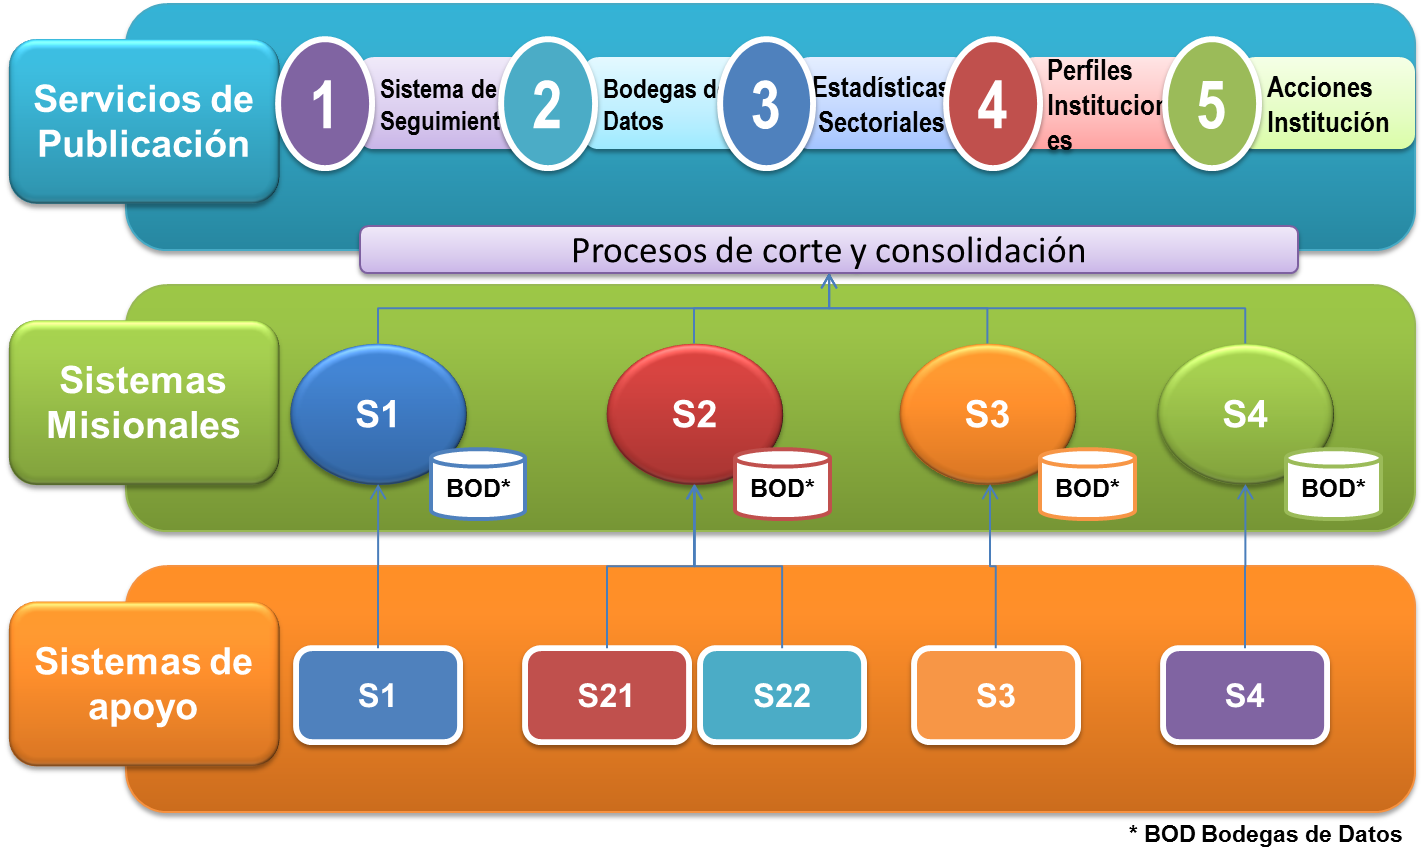 Servicios de
Publicación
1
Sistema de
Seguimient
2
Bodegas d
Datos
3
Estadísticas
Sectoriales
4
Perfiles
Institucion
es
5
Acciones
Institución
Procesos de corte y consolidación
Sistemas
Misionales
S1
BOD*
S2
BOD*
S3
BOD*
S4
BOD*
Sistemas de
apoyo
S1
S21
S22
S3
S4
* BOD Bodegas de Datos